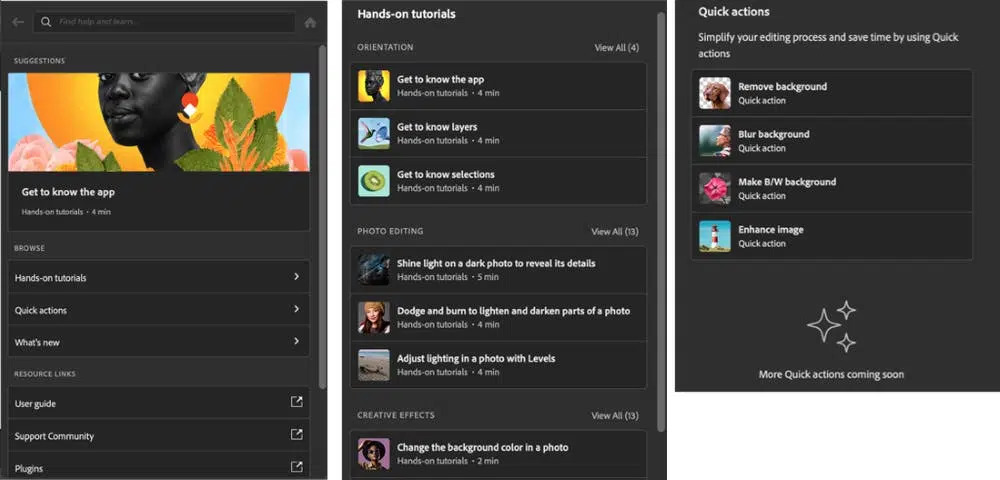 Find help and learn...
SUGGESTIONS
Get to know the app
Hands-on tutorials • 4 min
BROWSE
Hands-on tutorials
Quick actions
What's new
RESOURCE LINKS
User guide
Support Community
Plugins
Hands-on tutorials
ORIENTATION
View All (4)
Get to know the app
Hands-on tutorials • 4 min
Get to know layers
Hands-on tutorials • 4 min
Get to know selections
Hands-on tutorials • 4 min
PHOTO EDITING
View All (13)
Shine light on a dark photo to reveal its details
Hands-on tutorials • 5 min
Dodge and burn to lighten and darken parts of a photo
Hands-on tutorials • 4 min
Adjust lighting in a photo with Levels
Hands-on tutorials • 4 min
CREATIVE EFFECTS
View All (13)
Change the background color in a photo
Hands-on tutorials • 2 min
Quick actions
Simplify your editing process and save time by using Quick
actions
Remove background
Quick action
Blur background
Quick action
Make B/W background
Quick action
Enhance image
Quick action
More Quick actions coming soon